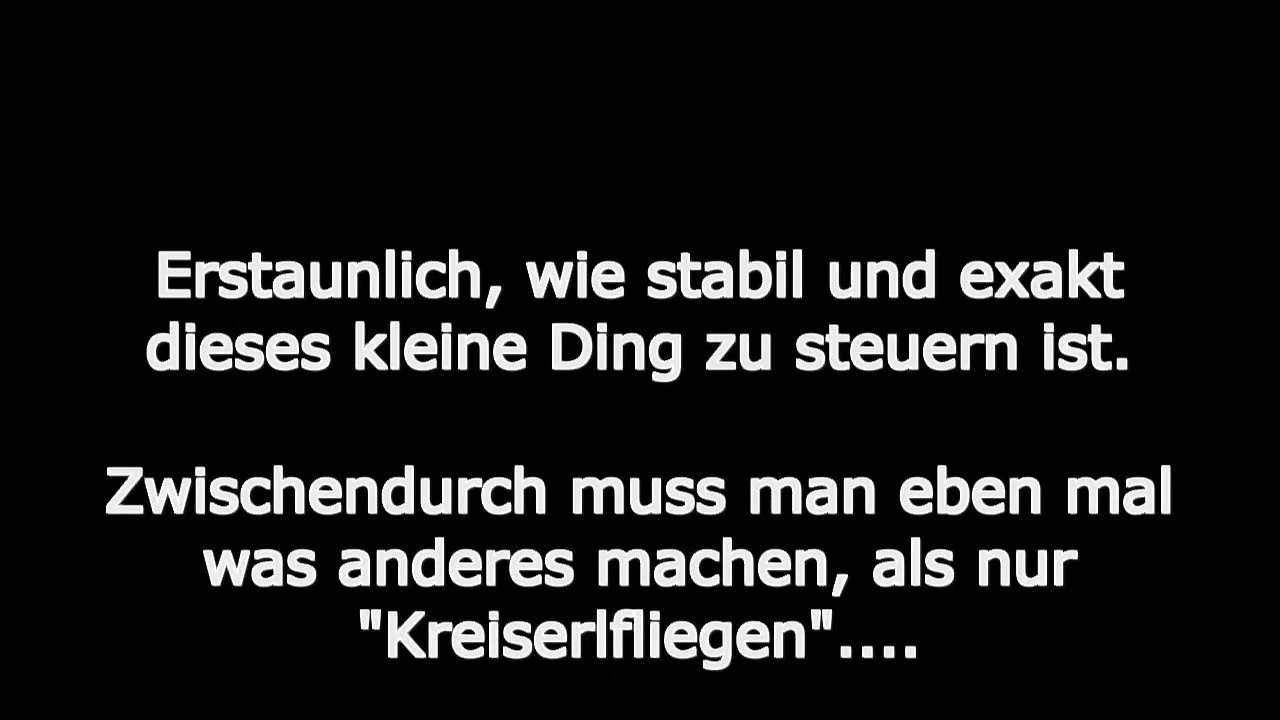 Erstaunlich, wie stabil und exakt
dieses kleine Ding zu steuern ist.
Zwischendurch muss man eben mal
was anderes machen, als nur
"Kreiserlfliegen"....